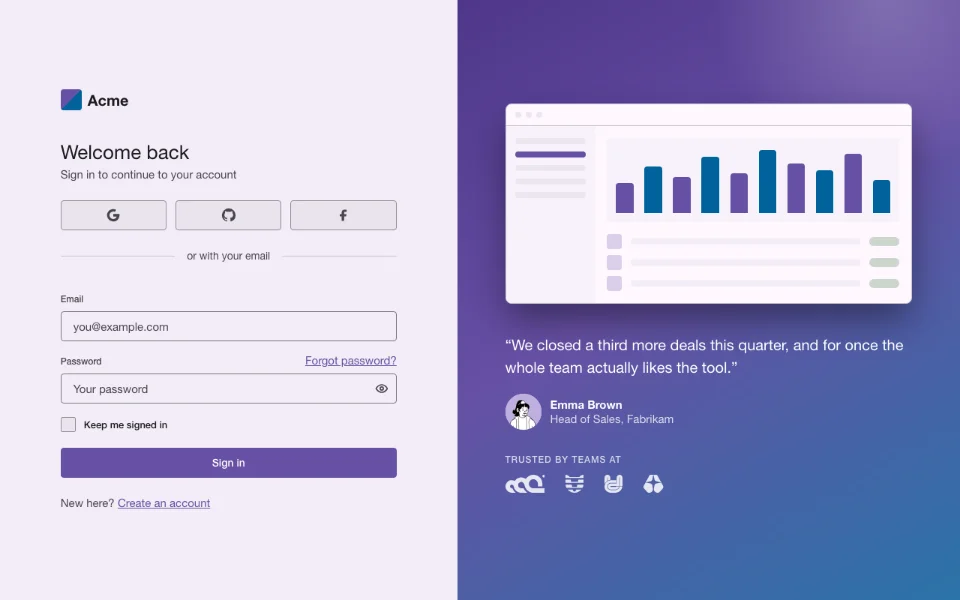 Acme
Welcome back
Sign in to continue to your account
or with your email
Email
you@example.com
Password
Forgot password?
Your password
Keep me signed in
Sign in
New here? Create an account
“We closed a third more deals this quarter, and for once the
whole team actually likes the tool.”
Emma Brown
Head of Sales, Fabrikam
TRUSTED BY TEAMS AT